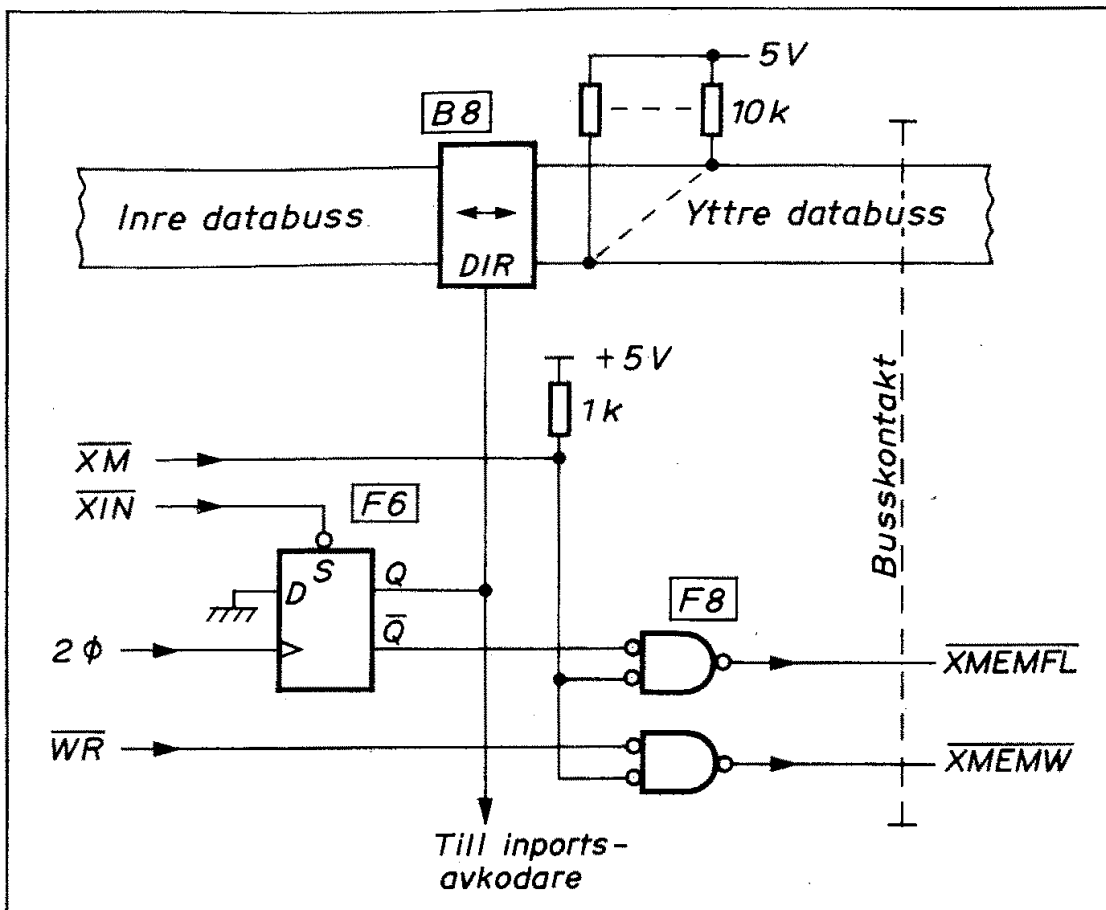 5V
B8
10k
Inre databuss
Yttre databuss
DIR
+5V
1k
Busskontakt
XM
XIN
F6
S
D
Q
Q
F8
2ϕ
XMEMFL
WR
XMEMW
Till inports-
avkodare